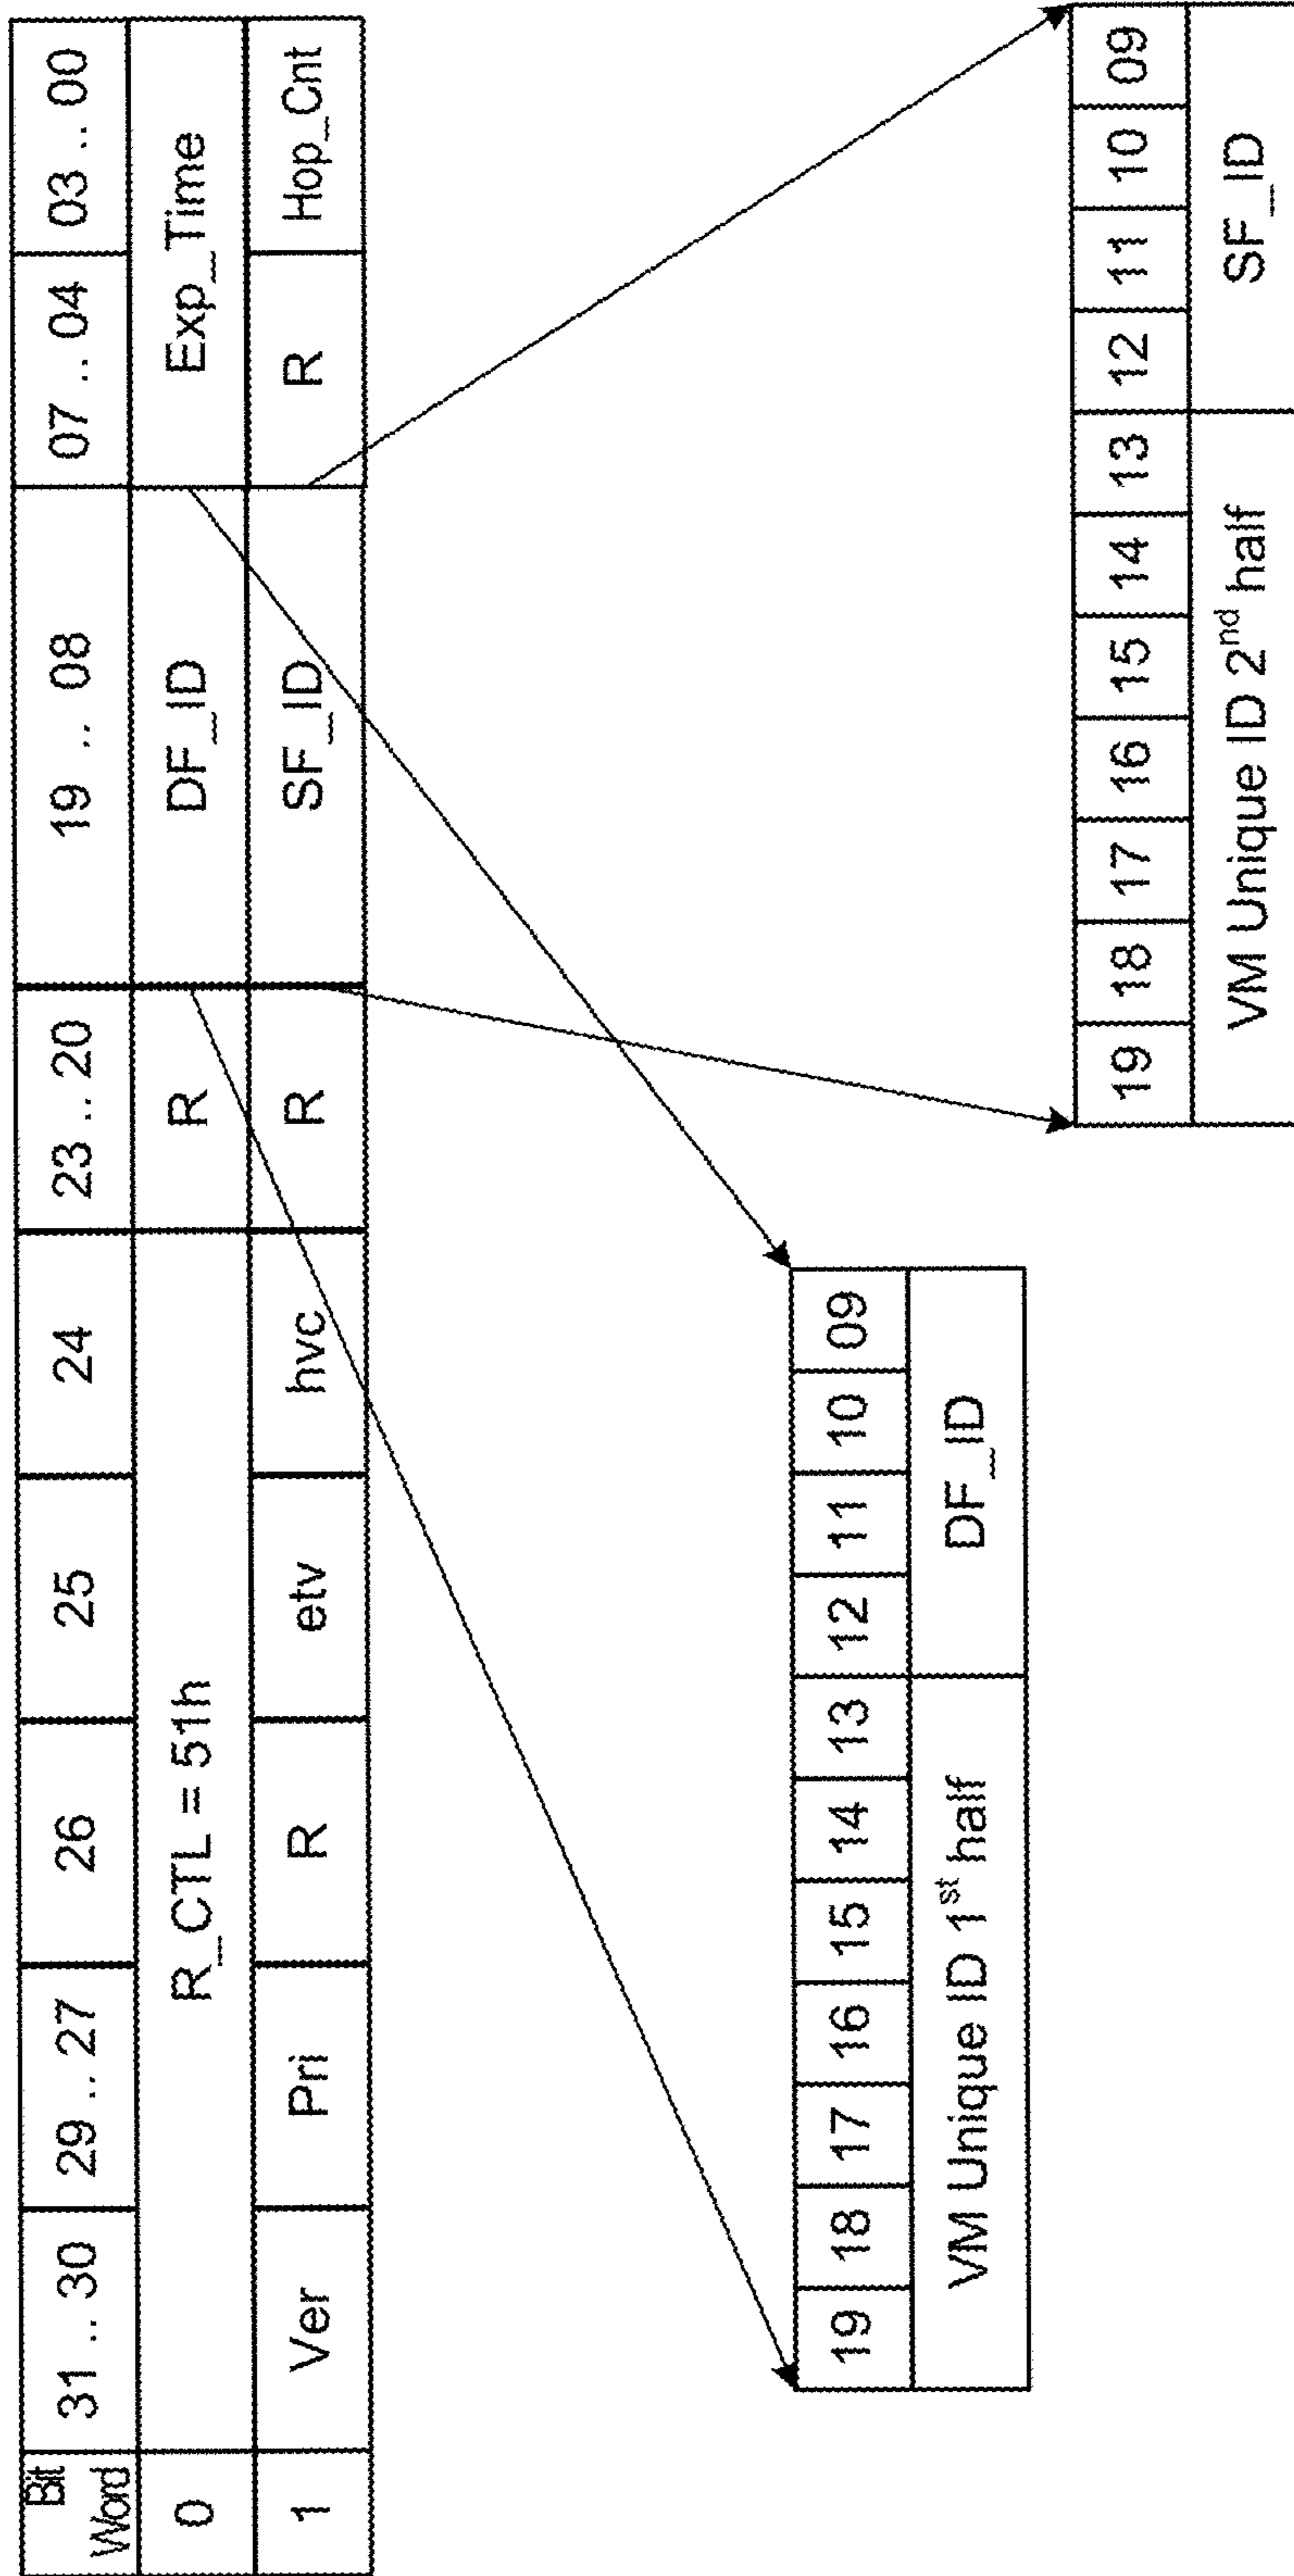 Bit Word 31 .. 30 29 .. 27 26 25 24 23 .. 20 19 .. 08 07 .. 04 03 .. 00
0 R_CTL = 51h R DF_ID Exp_Time
1 Ver Pri R etv hvc R SF_ID R Hop_Cnt
19 18 17 16 15 14 13 12 11 10 09
VM Unique ID 1st half DF_ID
19 18 17 16 15 14 13 12 11 10 09
VM Unique ID 2nd half SF_ID